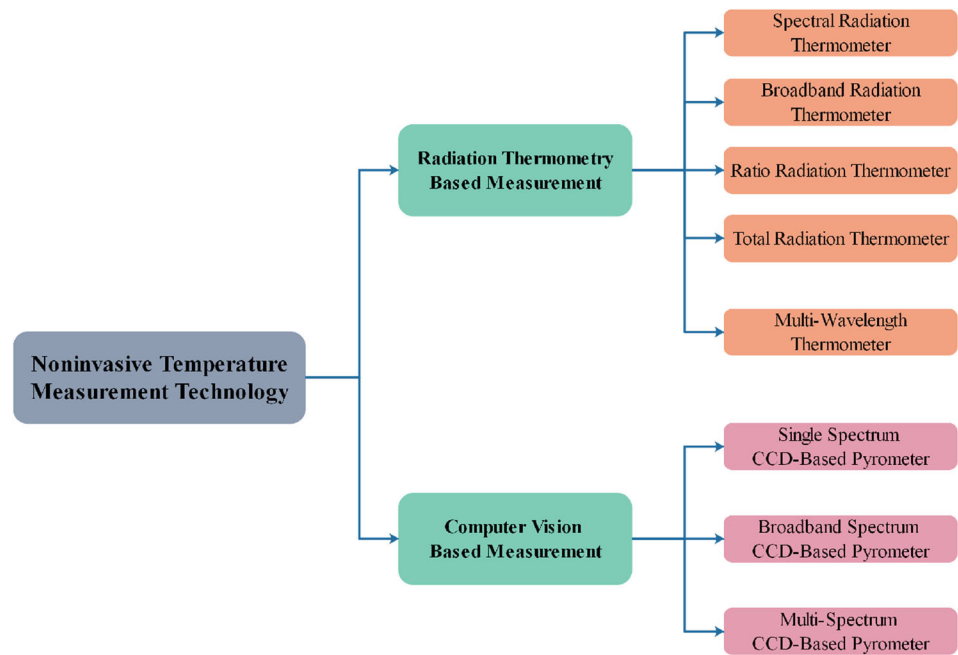 Noninvasive Temperature
Measurement Technology
Radiation Thermometry
Based Measurement
Spectral Radiation
Thermometer
Broadband Radiation
Thermometer
Ratio Radiation Thermometer
Total Radiation Thermometer
Multi-Wavelength
Thermometer
Computer Vision
Based Measurement
Single Spectrum
CCD-Based Pyrometer
Broadband Spectrum
CCD-Based Pyrometer
Multi-Spectrum
CCD-Based Pyrometer